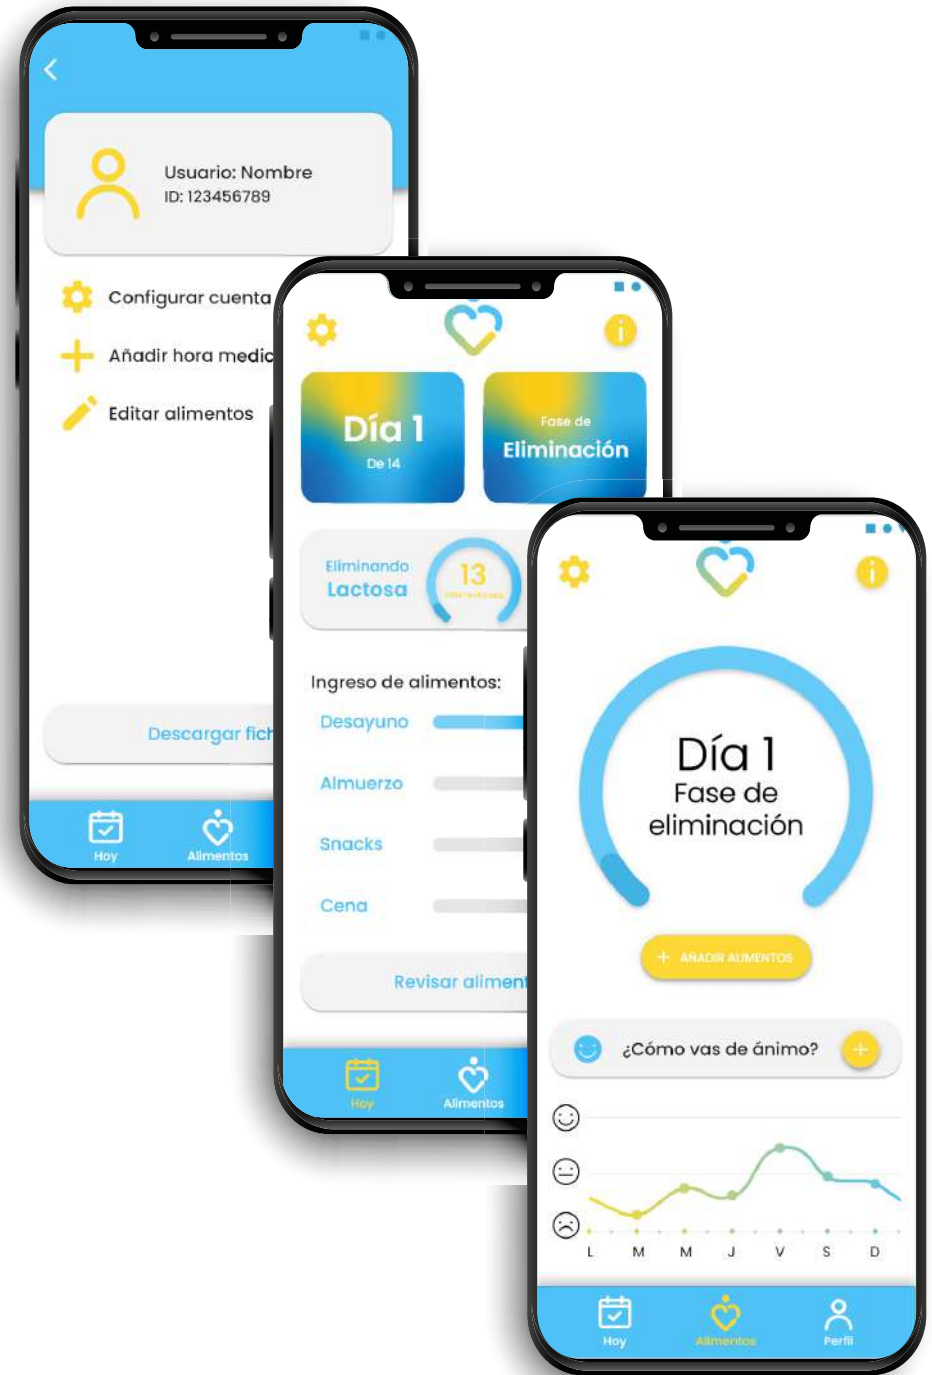 Usuario: Nombre
ID: 123456789
Configurar cuenta
Añadir hora medic
Editar alimentos
Descargar fich
Hoy
Alimentos
Día 1
De 14
Fase de
Eliminación
Eliminando
Lactosa
13
Ingreso de alimentos:
Desayuno
Almuerzo
Snacks
Cena
Revisar aliment
Hoy
Alimentos
Día 1
Fase de
eliminación
+ AÑADIR ALIMENTOS
¿Cómo vas de ánimo?
L M M J V S D
Hoy
Alimentos
Perfil